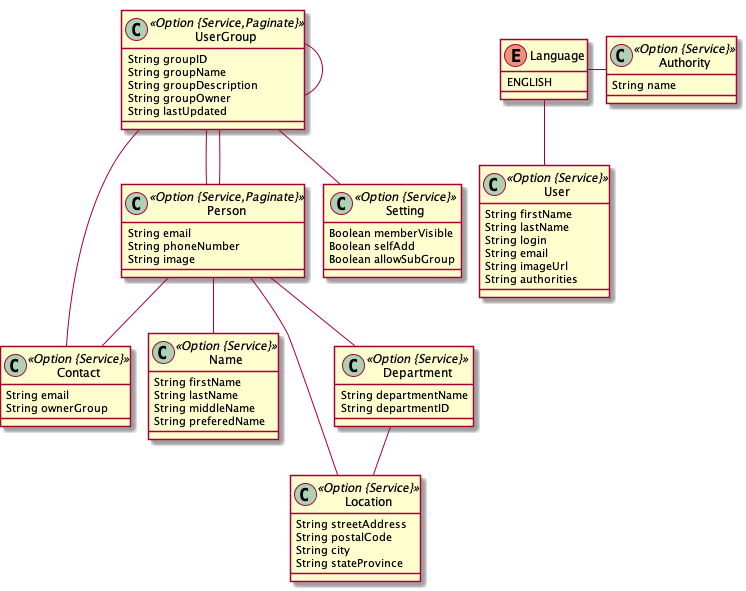 C «Option {Service,Paginate}»
UserGroup
String groupID
String groupName
String groupDescription
String groupOwner
String lastUpdated
E Language
ENGLISH
C «Option {Service}»
Authority
String name
C «Option {Service,Paginate}»
Person
String email
String phoneNumber
String image
C «Option {Service}»
Setting
Boolean memberVisible
Boolean selfAdd
Boolean allowSubGroup
C «Option {Service}»
User
String firstName
String lastName
String login
String email
String imageUrl
String authorities
C «Option {Service}»
Contact
String email
String ownerGroup
C «Option {Service}»
Name
String firstName
String lastName
String middleName
String preferedName
C «Option {Service}»
Department
String departmentName
String departmentID
C «Option {Service}»
Location
String streetAddress
String postalCode
String city
String stateProvince